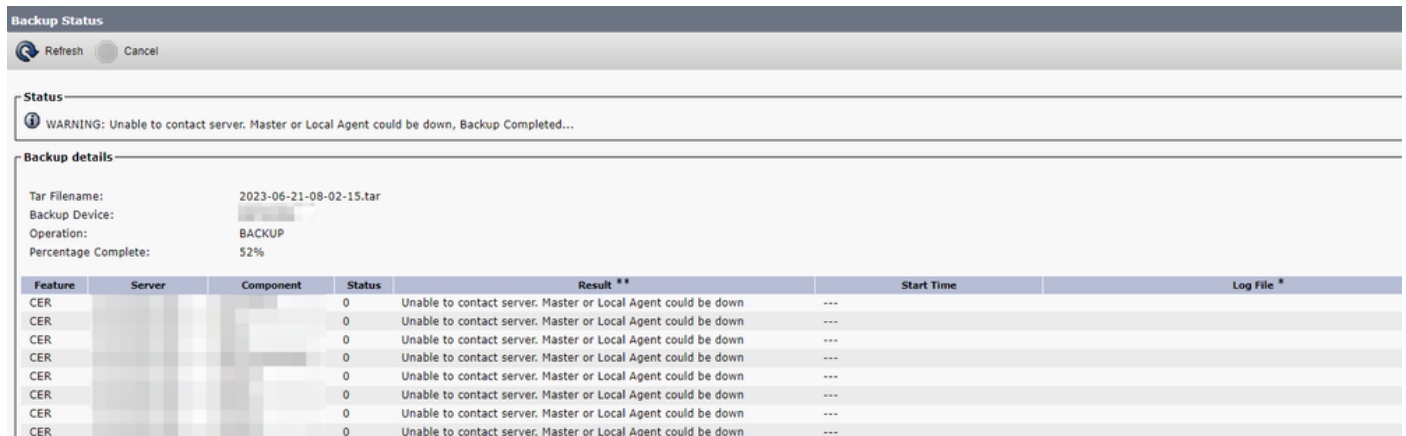 Backup Status
Refresh Cancel
Status
WARNING: Unable to contact server. Master or Local Agent could be down, Backup Completed...
Backup details
Tar Filename: 2023-06-21-08-02-15.tar
Backup Device:
Operation: BACKUP
Percentage Complete: 52%
Feature Server Component Status Result ** Start Time Log File *
CER 0 Unable to contact server. Master or Local Agent could be down ---
CER 0 Unable to contact server. Master or Local Agent could be down ---
CER 0 Unable to contact server. Master or Local Agent could be down ---
CER 0 Unable to contact server. Master or Local Agent could be down ---
CER 0 Unable to contact server. Master or Local Agent could be down ---
CER 0 Unable to contact server. Master or Local Agent could be down ---
CER 0 Unable to contact server. Master or Local Agent could be down ---
CER 0 Unable to contact server. Master or Local Agent could be down ---